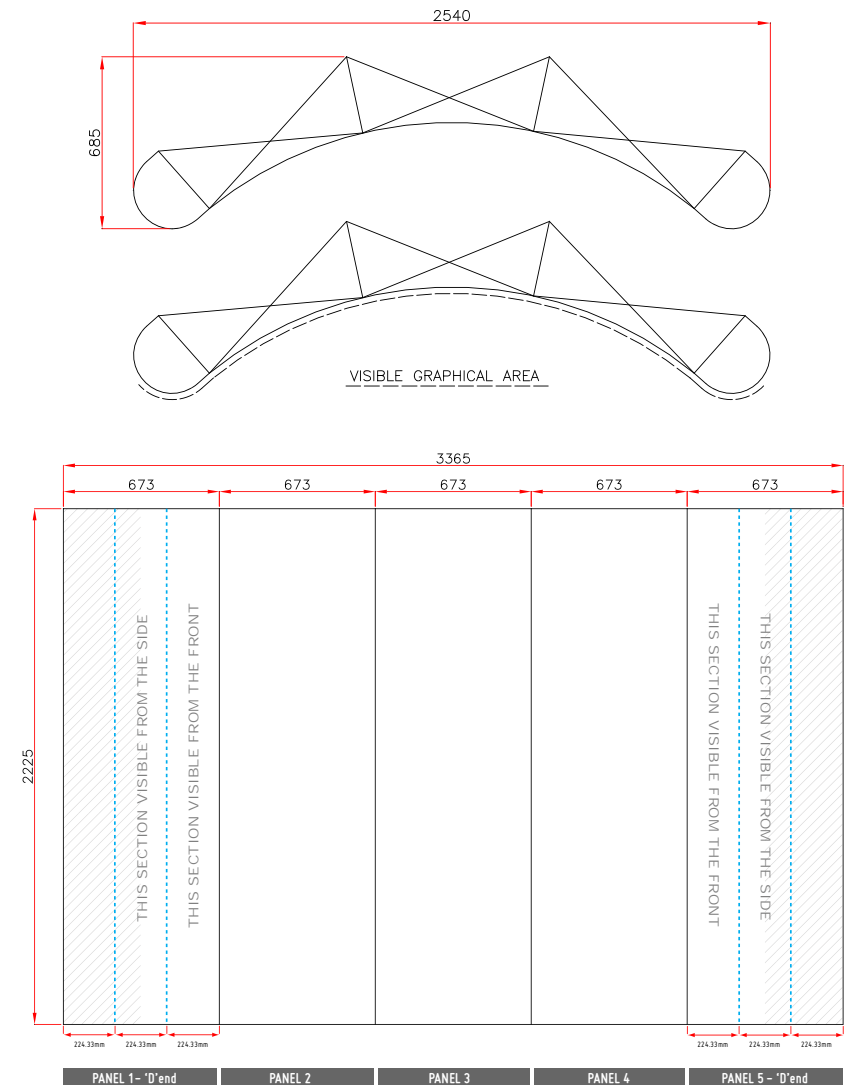 2540
685
VISIBLE GRAPHICAL AREA
3365
673 673 673 673 673
2225
THIS SECTION VISIBLE FROM THE SIDE
THIS SECTION VISIBLE FROM THE FRONT
THIS SECTION VISIBLE FROM THE FRONT
THIS SECTION VISIBLE FROM THE SIDE
224.33mm 224.33mm 224.33mm 224.33mm 224.33mm 224.33mm
PANEL 1 - 'D'end PANEL 2 PANEL 3 PANEL 4 PANEL 5 - 'D'end